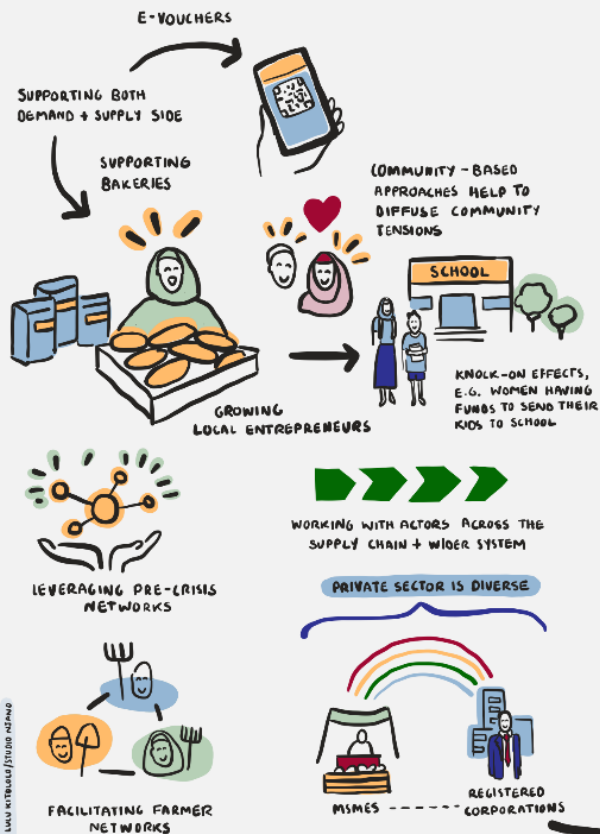 E-VOUCHERS
SUPPORTING BOTH
DEMAND + SUPPLY SIDE
SUPPORTING
BAKERIES
COMMUNITY-BASED
APPROACHES HELP TO
DIFFUSE COMMUNITY
TENSIONS
SCHOOL
GROWING
LOCAL ENTREPRENEURS
KNOCK-ON EFFECTS,
E.G. WOMEN HAVING
FUNDS TO SEND THEIR
KIDS TO SCHOOL
LEVERAGING PRE-CRISIS
NETWORKS
WORKING WITH ACTORS ACROSS THE
SUPPLY CHAIN + WIDER SYSTEM
PRIVATE SECTOR IS DIVERSE
FACILITATING FARMER
NETWORKS
MSMES ------ REGISTERED
CORPORATIONS
LULU KITOLOLO/STUDIO NJANO